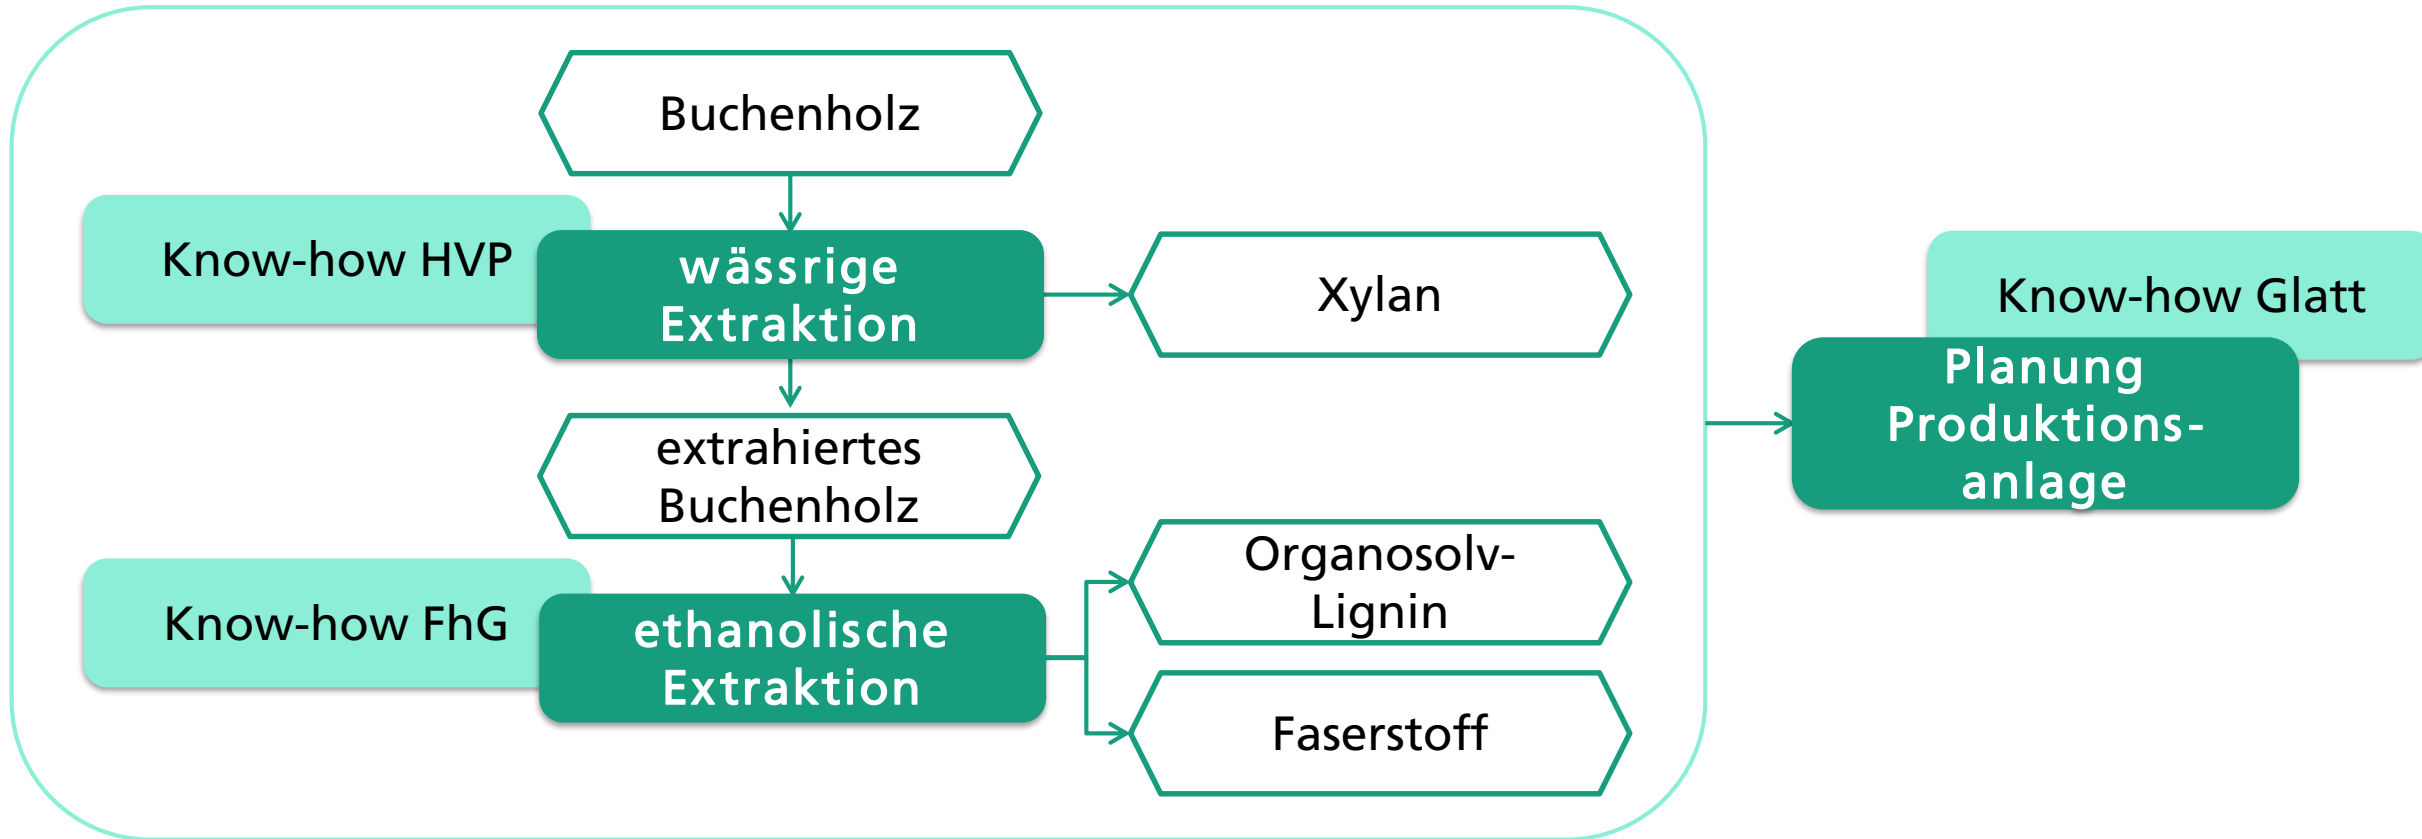 Buchenholz
Know-how HVP
wässrige
Extraktion
Xylan
extrahiertes
Buchenholz
Know-how FhG
ethanolische
Extraktion
Organosolv-
Lignin
Faserstoff
Know-how Glatt
Planung
Produktions-
anlage